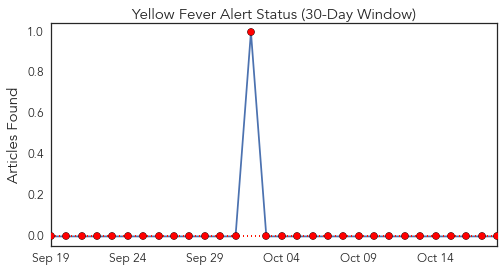 Yellow Fever Alert Status (30-Day Window)
Articles Found
1.0
0.8
0.6
0.4
0.2
0.0
Sep 19 Sep 24 Sep 29 Oct 04 Oct 09 Oct 14